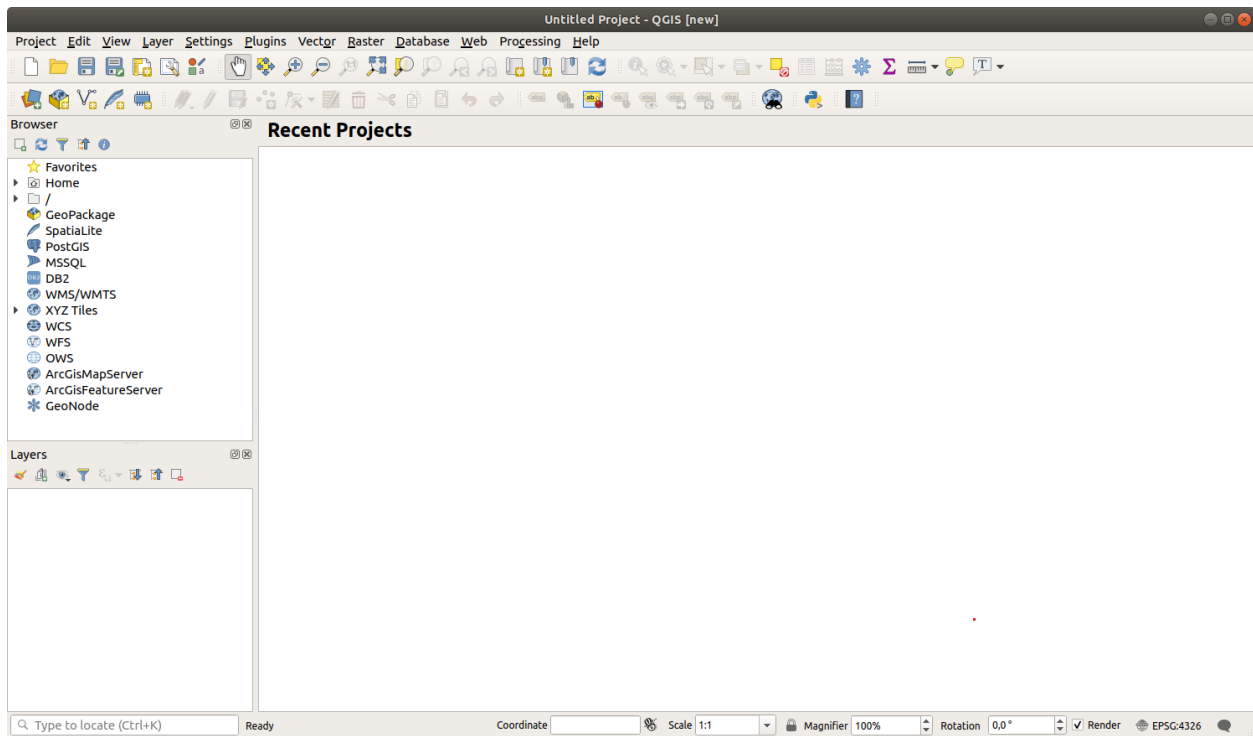 Untitled Project - QGIS [new]
Project Edit View Layer Settings Plugins Vector Raster Database Web Processing Help
Browser
Recent Projects
Favorites
Home
/
GeoPackage
SpatiaLite
PostGIS
MSSQL
DB2
WMS/WMTS
XYZ Tiles
WCS
WFS
OWS
ArcGisMapServer
ArcGisFeatureServer
GeoNode
Layers
Type to locate (Ctrl+K) Ready Coordinate Scale 1:1 Magnifier 100% Rotation 0,0 ° Render EPSG:4326